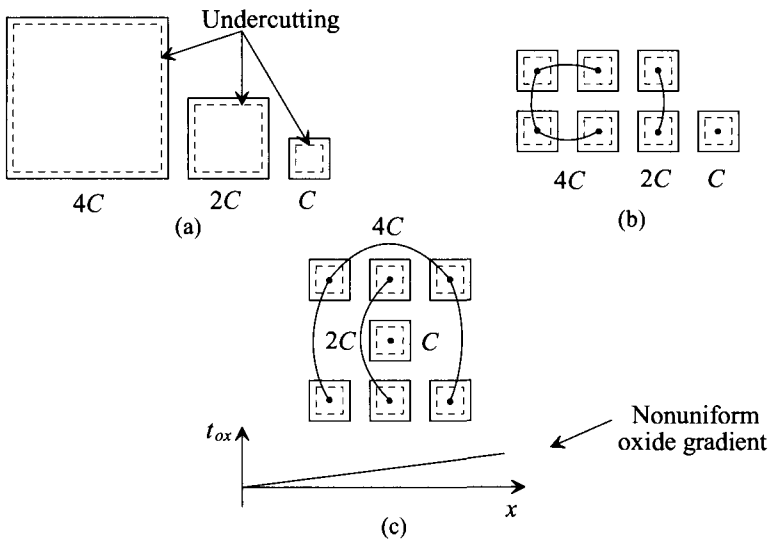 Undercutting
4C
2C
C
(a)
4C
2C
C
(b)
4C
2C
C
t_ox
Nonuniform
oxide gradient
x
(c)